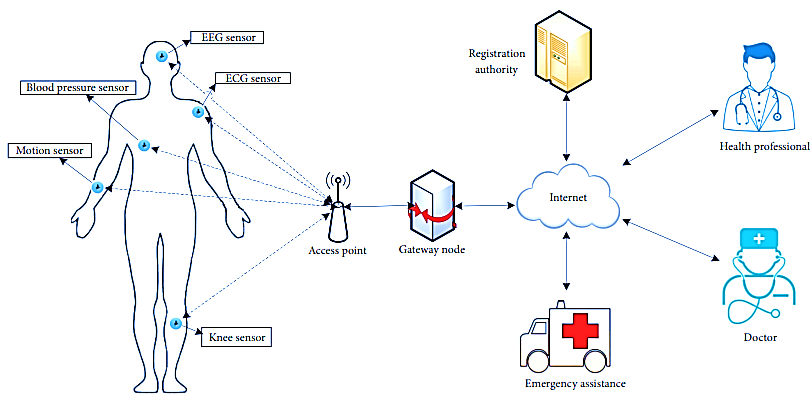 EEG sensor
ECG sensor
Blood pressure sensor
Motion sensor
Knee sensor
Access point
Gateway node
Registration
authority
Internet
Health professional
Doctor
Emergency assistance